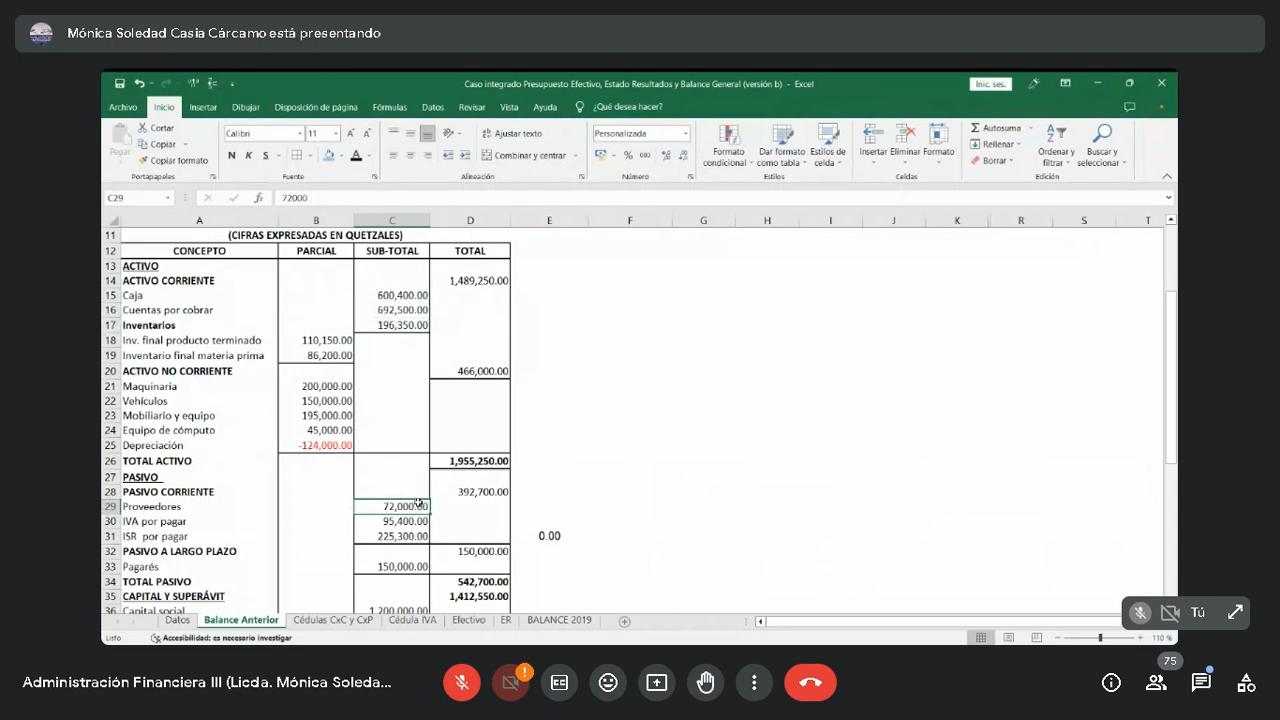 Mónica Soledad Casia Cárcamo está presentando
Caso integrado Presupuesto Efectivo, Estado Resultados y Balance General (versión b) - Excel
Inic. ses.
Archivo Inicio Insertar Dibujar Disposición de página Fórmulas Datos Revisar Vista Ayuda ¿Qué desea hacer?
Pegar
Cortar
Copiar
Copiar formato
Portapapeles
Calibri 11
N K S
Fuente
Ajustar texto
Combinar y centrar
Alineación
Personalizada
% 000
Número
Formato condicional
Dar formato como tabla
Estilos de celda
Estilos
Insertar Eliminar Formato
Celdas
Autosuma
Rellenar
Borrar
Ordenar y filtrar
Buscar y seleccionar
Edición
C29 fx 72000
A B C D E F G H I J K R S T
11 (CIFRAS EXPRESADAS EN QUETZALES)
12 CONCEPTO PARCIAL SUB-TOTAL TOTAL
13 ACTIVO
14 ACTIVO CORRIENTE 1,489,250.00
15 Caja 600,400.00
16 Cuentas por cobrar 692,500.00
17 Inventarios 196,350.00
18 Inv. final producto terminado 110,150.00
19 Inventario final materia prima 86,200.00
20 ACTIVO NO CORRIENTE 466,000.00
21 Maquinaria 200,000.00
22 Vehículos 150,000.00
23 Mobiliario y equipo 195,000.00
24 Equipo de cómputo 45,000.00
25 Depreciación -124,000.00
26 TOTAL ACTIVO 1,955,250.00
27 PASIVO
28 PASIVO CORRIENTE 392,700.00
29 Proveedores 72,000.00
30 IVA por pagar 95,400.00
31 ISR por pagar 225,300.00 0.00
32 PASIVO A LARGO PLAZO 150,000.00
33 Pagarés 150,000.00
34 TOTAL PASIVO 542,700.00
35 CAPITAL Y SUPERÁVIT 1,412,550.00
36 Capital social 1,200,000.00
Datos Balance Anterior Cédulas CxC y CxP Cédula IVA Efectivo ER BALANCE 2019
Listo Accesibilidad: es necesario investigar 110 %
Tú
Administración Financiera III (Licda. Mónica Soleda...
75